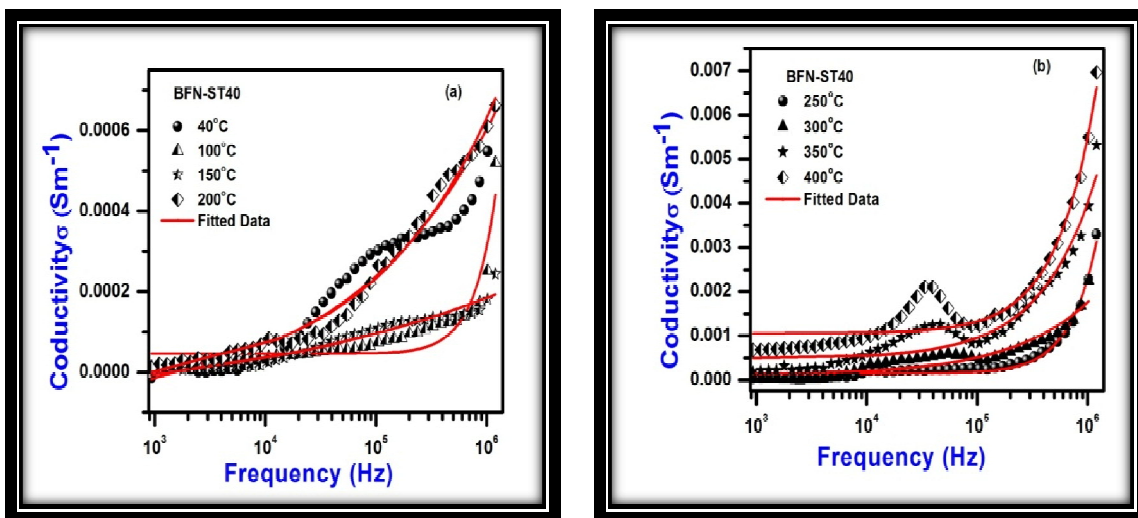 BFN-ST40
(a)
40°C
100°C
150°C
200°C
Fitted Data
0.0006
0.0004
0.0002
0.0000
Coductivityσ (Sm⁻¹)
10³ 10⁴ 10⁵ 10⁶
Frequency (Hz)
BFN-ST40
(b)
250°C
300°C
350°C
400°C
Fitted Data
0.007
0.006
0.005
0.004
0.003
0.002
0.001
0.000
Coductivityσ (Sm⁻¹)
10³ 10⁴ 10⁵ 10⁶
Frequency (Hz)